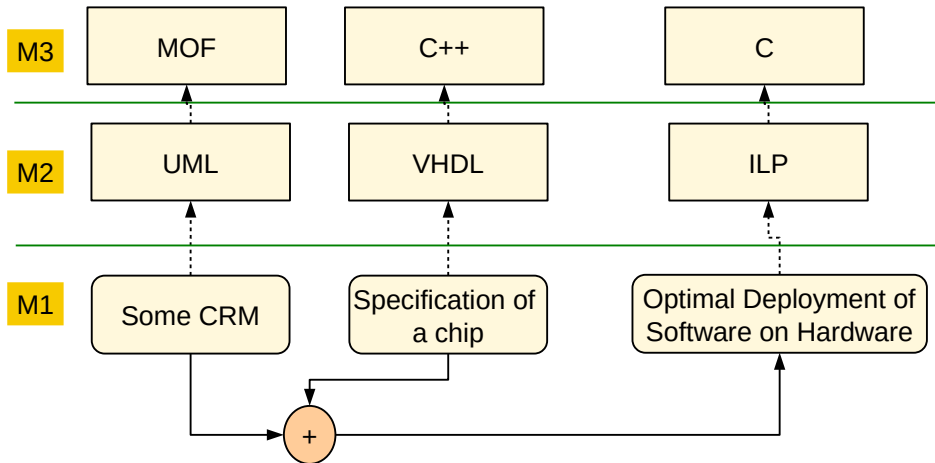 M3
MOF
C++
C
M2
UML
VHDL
ILP
M1
Some CRM
Specification of
a chip
Optimal Deployment of
Software on Hardware
+